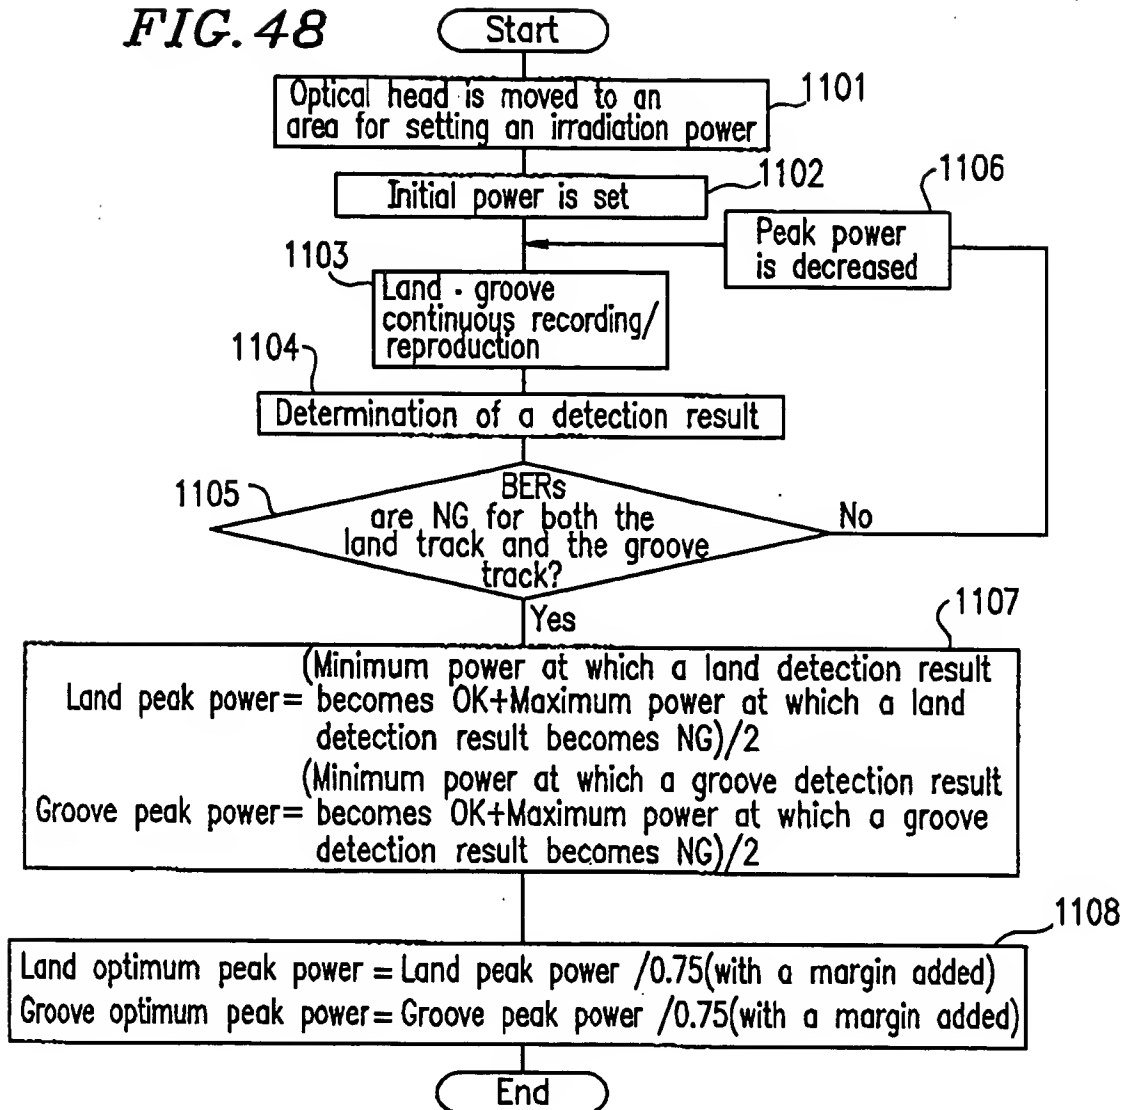 FIG. 48
Start
Optical head is moved to an
area for setting an irradiation power
1101
Initial power is set
1102
1106
Peak power
is decreased
1103
Land · groove
continuous recording/
reproduction
1104
Determination of a detection result
1105
BERs
are NG for both the
land track and the groove
track?
No
Yes
1107
(Minimum power at which a land detection result
Land peak power= becomes OK+Maximum power at which a land
detection result becomes NG)/2
(Minimum power at which a groove detection result
Groove peak power= becomes OK+Maximum power at which a groove
detection result becomes NG)/2
1108
Land optimum peak power = Land peak power /0.75(with a margin added)
Groove optimum peak power= Groove peak power /0.75(with a margin added)
End